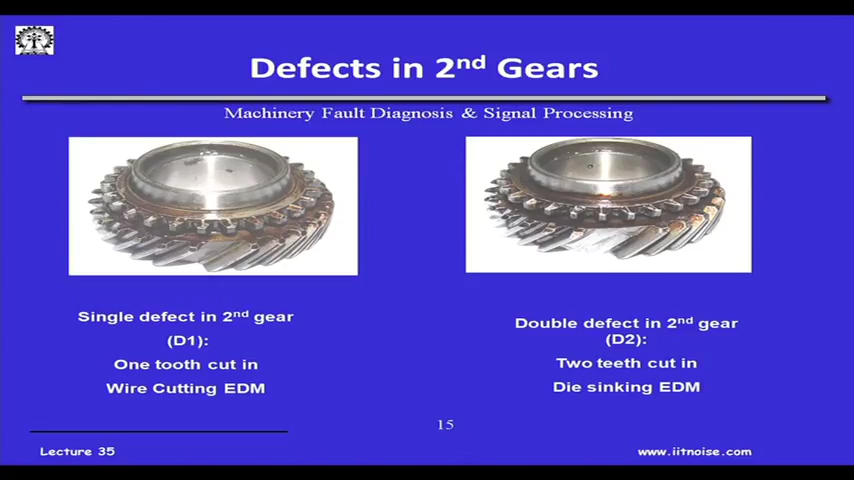 Defects in 2nd Gears
Machinery Fault Diagnosis & Signal Processing
Single defect in 2nd gear
(D1):
One tooth cut in
Wire Cutting EDM
Double defect in 2nd gear
(D2):
Two teeth cut in
Die sinking EDM
15
Lecture 35
www.iitnoise.com